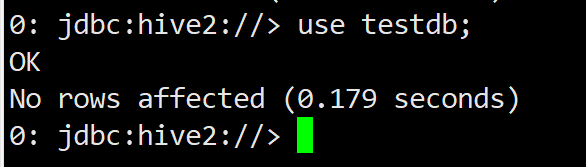 0: jdbc:hive2://> use testdb;
OK
No rows affected (0.179 seconds)
0: jdbc:hive2://>